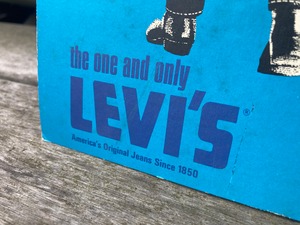 the one and only
LEVI'S®
America's Original Jeans Since 1850